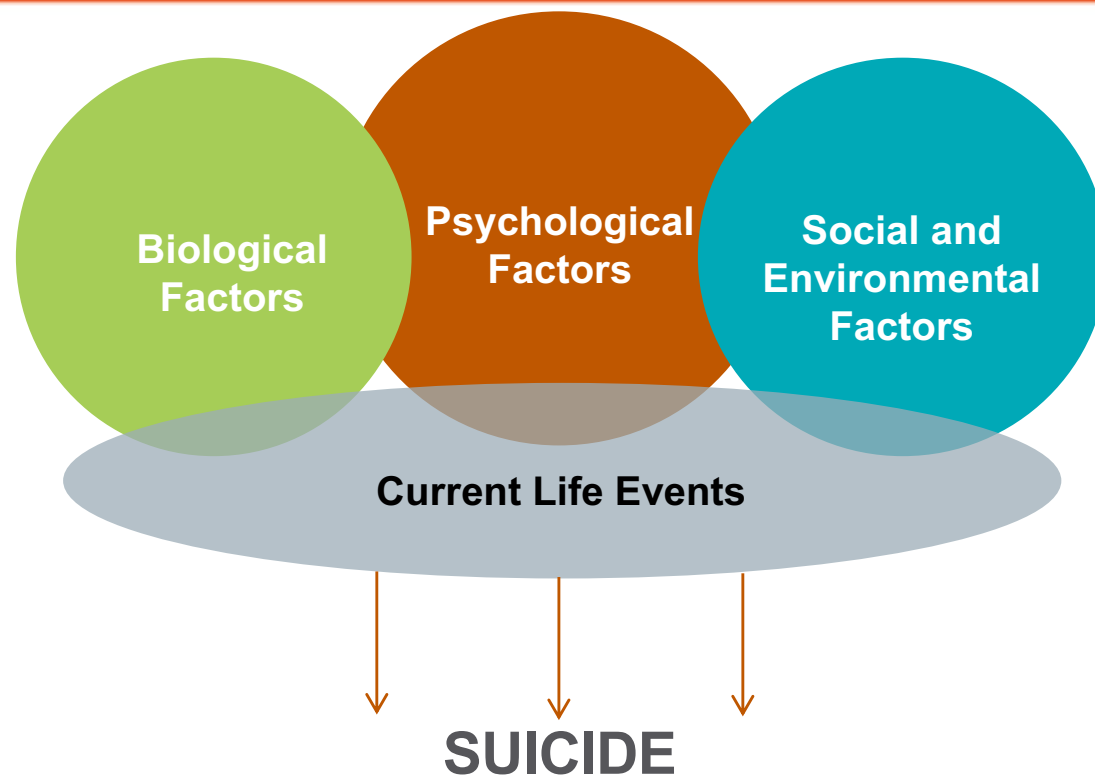 Biological
Factors
Psychological
Factors
Social and
Environmental
Factors
Current Life Events
SUICIDE